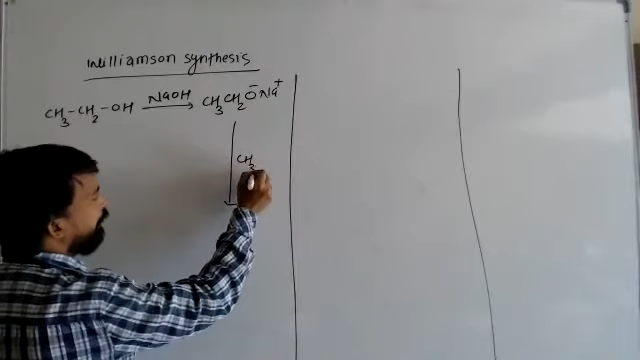 Williamson synthesis
CH₃-CH₂-OH NaOH→ CH₃CH₂O⁻Na⁺
CH₃